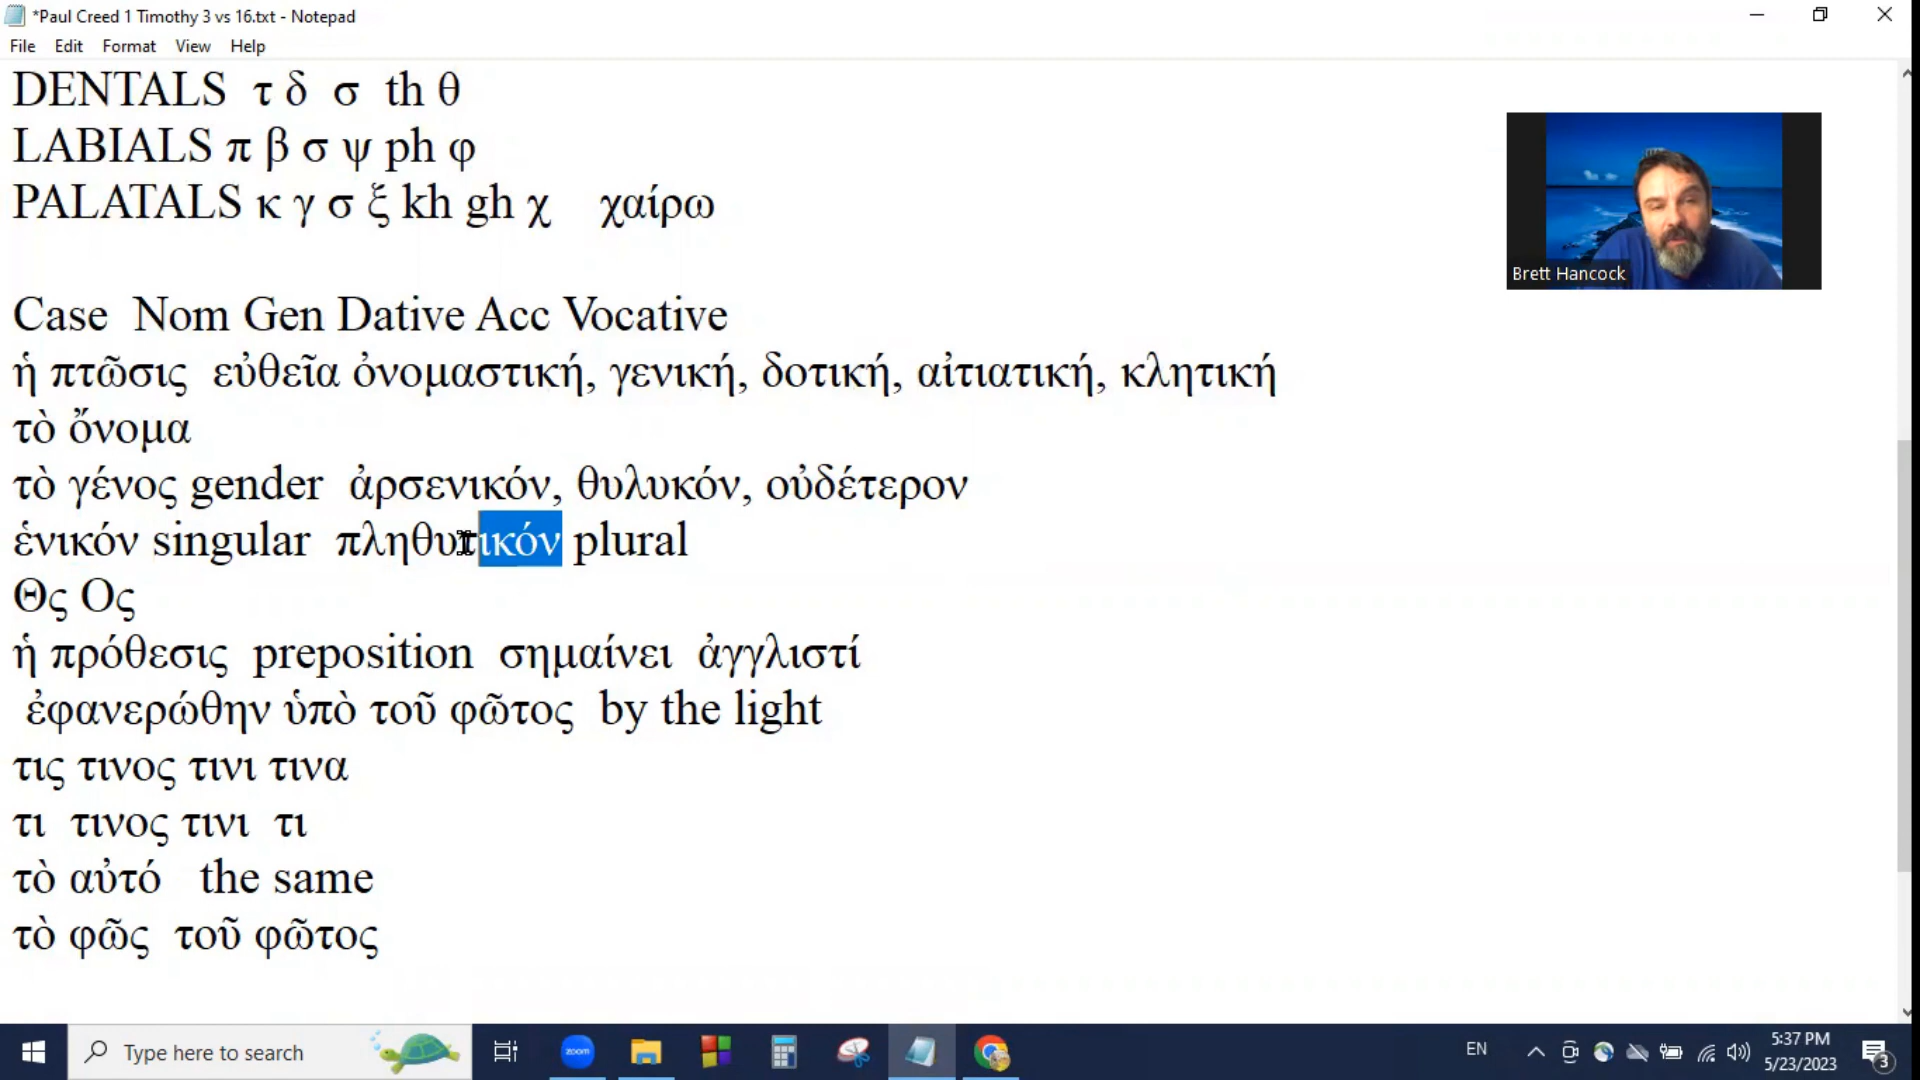 *Paul Creed 1 Timothy 3 vs 16.txt - Notepad
File Edit Format View Help
DENTALS τ δ σ th θ
LABIALS π β σ ψ ph φ
PALATALS κ γ σ ξ kh gh χ χαίρω
Brett Hancock
Case Nom Gen Dative Acc Vocative
ἡ πτῶσις εὐθεῖα ὀνομαστική, γενική, δοτική, αἰτιατική, κλητική
τὸ ὄνομα
τὸ γένος gender ἀρσενικόν, θυλυκόν, οὐδέτερον
ἑνικόν singular πληθυτικόν plural
Θς Ος
ἡ πρόθεσις preposition σημαίνει ἀγγλιστί
ἐφανερώθην ὑπὸ τοῦ φῶτος by the light
τις τινος τινι τινα
τι τινος τινι τι
τὸ αὐτό the same
τὸ φῶς τοῦ φῶτος
Type here to search
zoom
EN
5:37 PM
5/23/2023
3